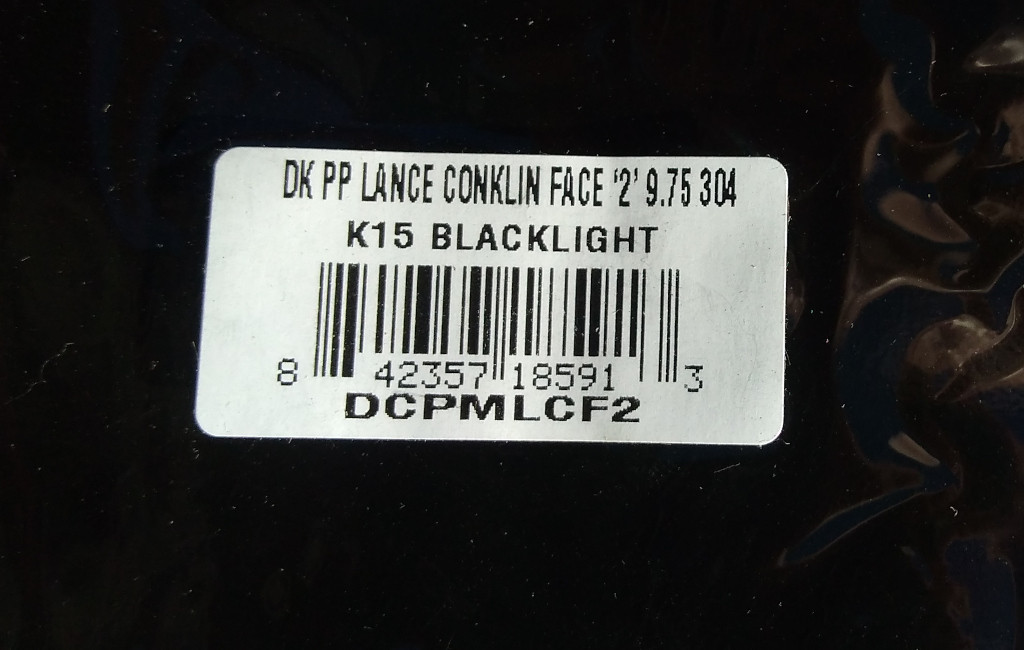 DK PP LANCE CONKLIN FACE '2' 9.75 304
K15 BLACKLIGHT
8 42357 18591 3
DCPMLCF2